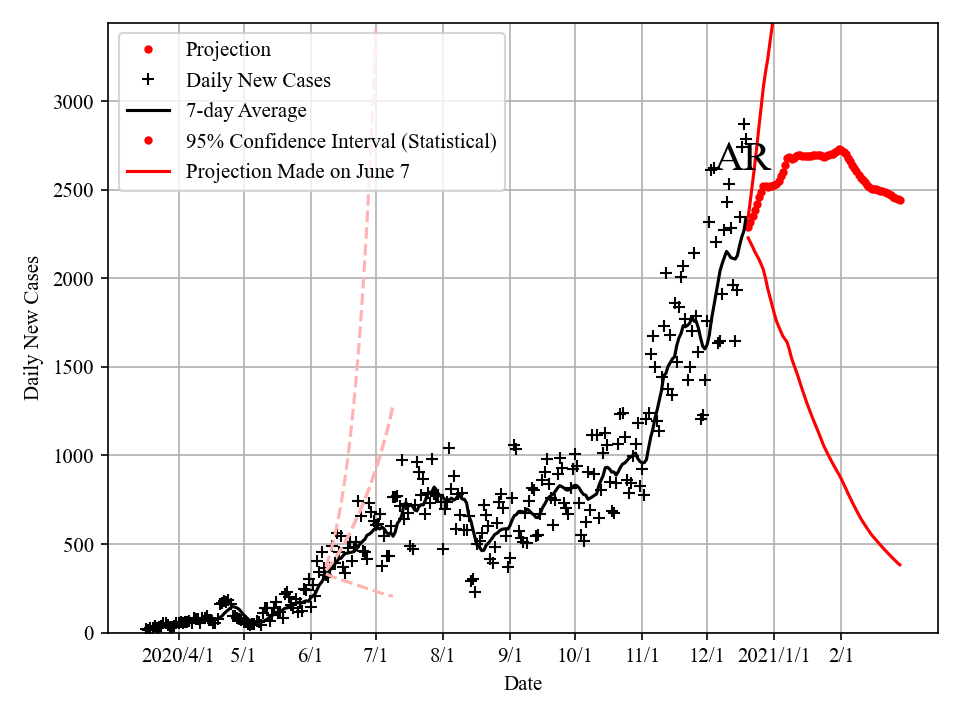 Projection
Daily New Cases
7-day Average
95% Confidence Interval (Statistical)
Projection Made on June 7
AR
3000
2500
2000
1500
1000
500
0
Daily New Cases
2020/4/1 5/1 6/1 7/1 8/1 9/1 10/1 11/1 12/1 2021/1/1 2/1
Date